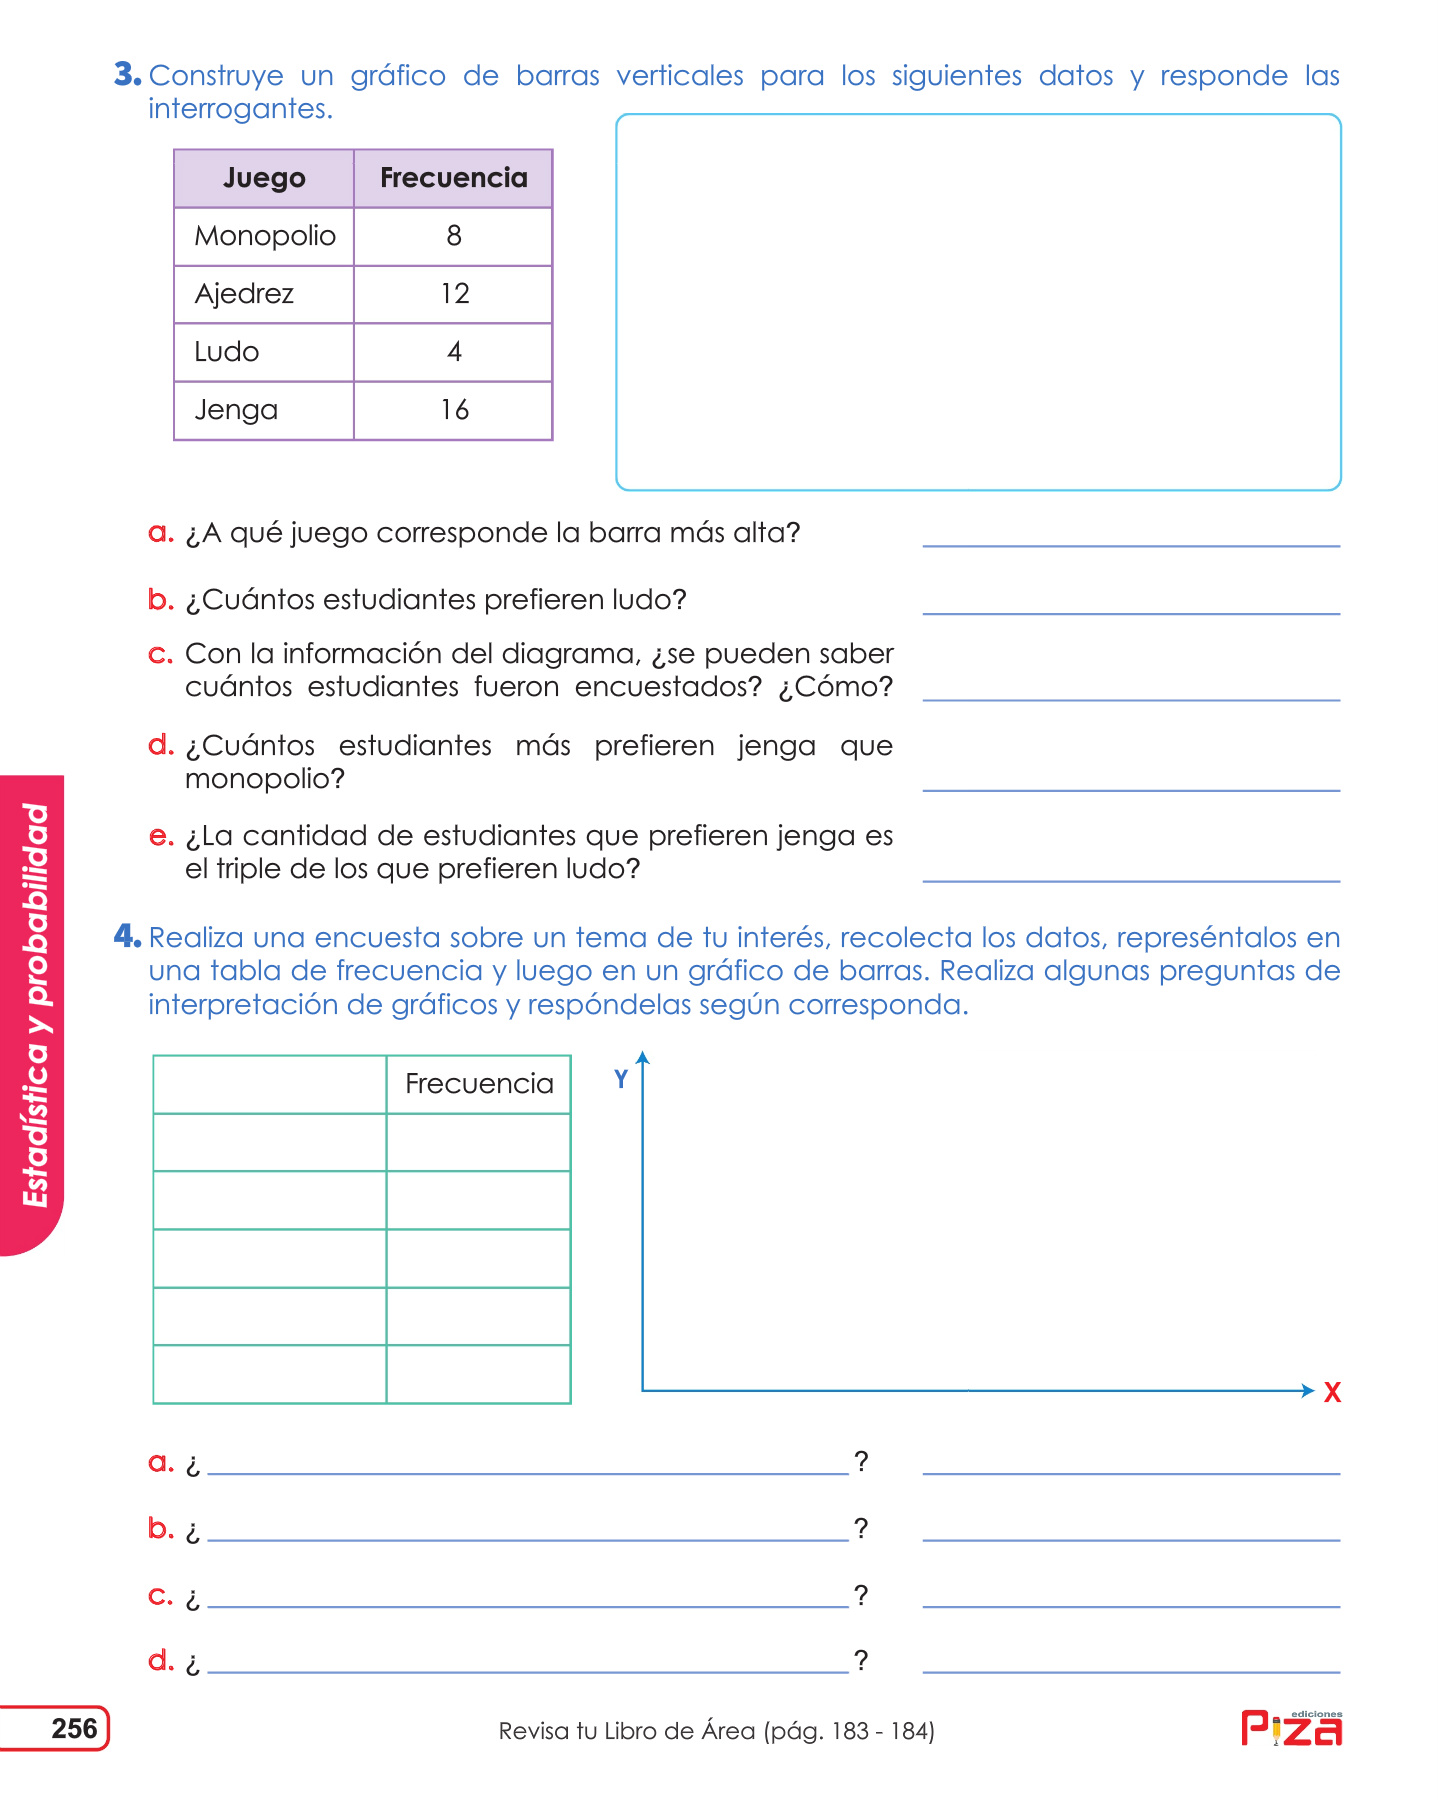 3. Construye un gráfico de barras verticales para los siguientes datos y responde las
interrogantes.
Juego Frecuencia
Monopolio 8
Ajedrez 12
Ludo 4
Jenga 16
a. ¿A qué juego corresponde la barra más alta?
b. ¿Cuántos estudiantes prefieren ludo?
c. Con la información del diagrama, ¿se pueden saber
cuántos estudiantes fueron encuestados? ¿Cómo?
d. ¿Cuántos estudiantes más prefieren jenga que
monopolio?
e. ¿La cantidad de estudiantes que prefieren jenga es
el triple de los que prefieren ludo?
Estadística y probabilidad
4. Realiza una encuesta sobre un tema de tu interés, recolecta los datos, represéntalos en
una tabla de frecuencia y luego en un gráfico de barras. Realiza algunas preguntas de
interpretación de gráficos y respóndelas según corresponda.
Frecuencia
Y
X
a. ¿ ?
b. ¿ ?
c. ¿ ?
d. ¿ ?
256
Revisa tu Libro de Área (pág. 183 - 184)
ediciones
Piza